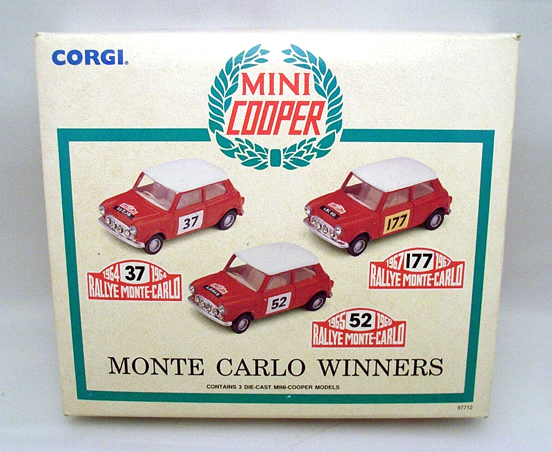 CORGI.
MINI
COOPER
37
177
52
1964 37 1964
RALLYE MONTE-CARLO
1967 177 1967
RALLYE MONTE-CARLO
1965 52 1965
RALLYE MONTE-CARLO
MONTE CARLO WINNERS
CONTAINS 3 DIE-CAST MINI-COOPER MODELS
97712